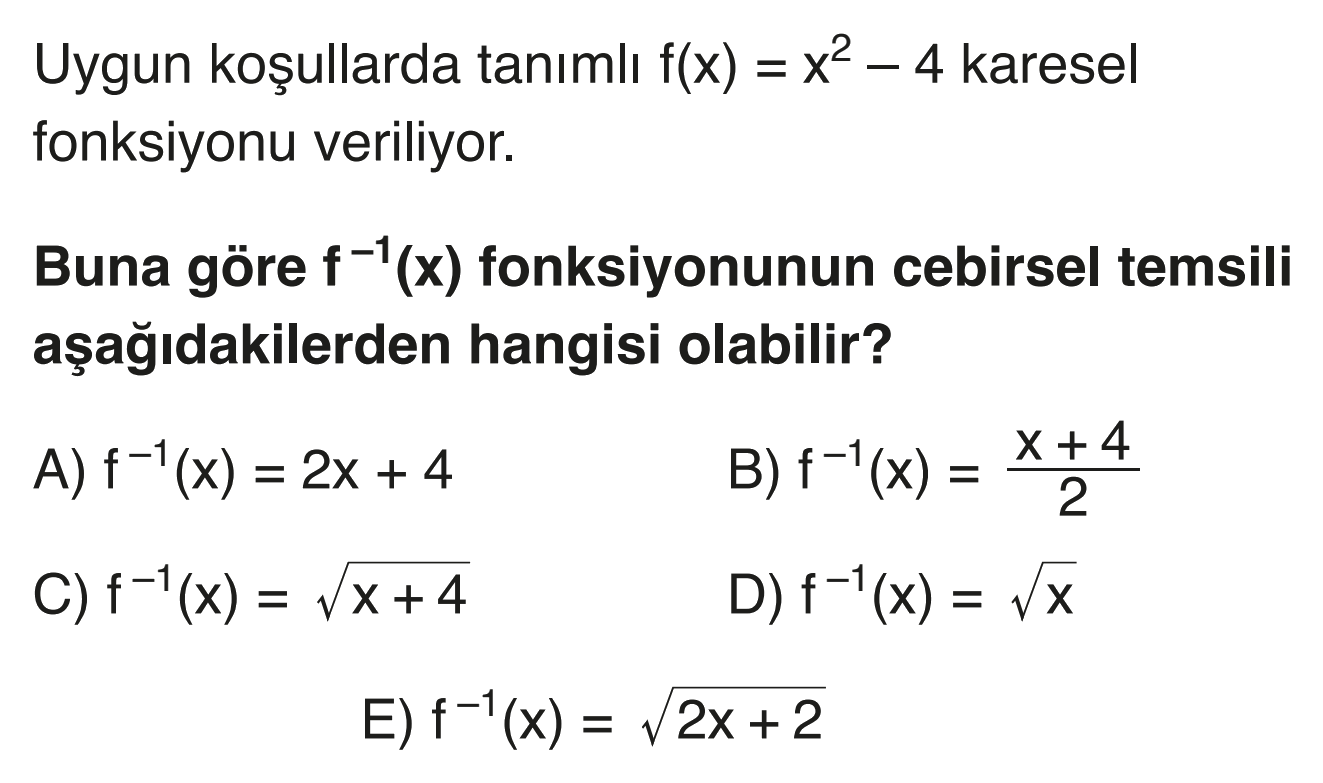 Uygun koşullarda tanımlı f(x) = x² – 4 karesel
fonksiyonu veriliyor.
Buna göre f⁻¹(x) fonksiyonunun cebirsel temsili
aşağıdakilerden hangisi olabilir?
A) f⁻¹(x) = 2x + 4
B) f⁻¹(x) = (x + 4)/2
C) f⁻¹(x) = √(x + 4)
D) f⁻¹(x) = √x
E) f⁻¹(x) = √(2x + 2)